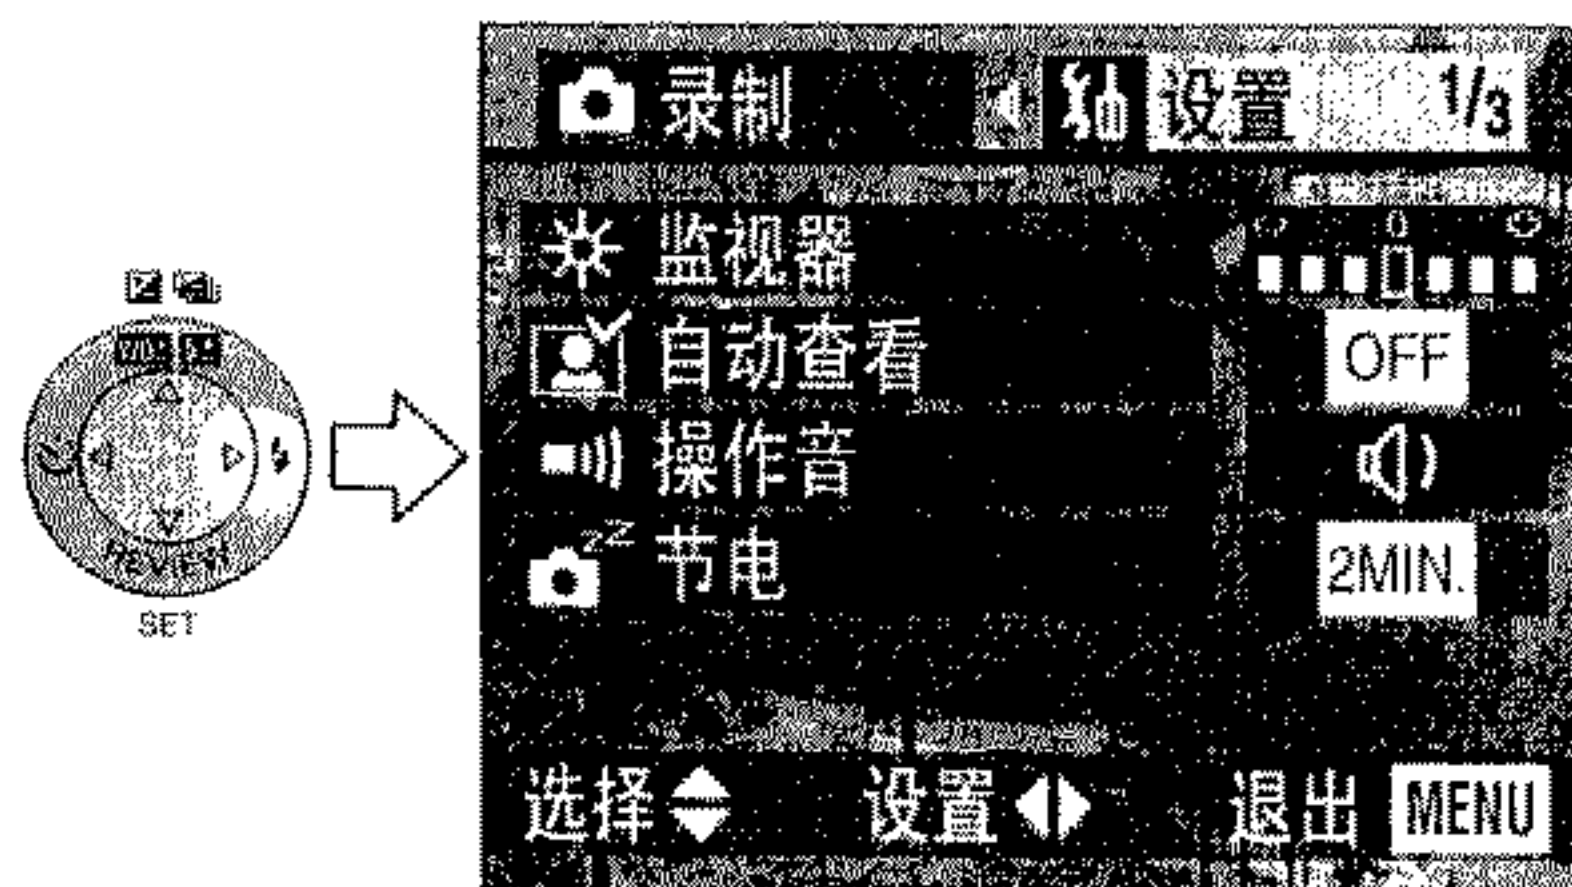 录制 设置 1/3
监视器 0
自动查看 OFF
操作音
节电 2MIN.
选择 设置 退出 MENU
REVIEW
SET